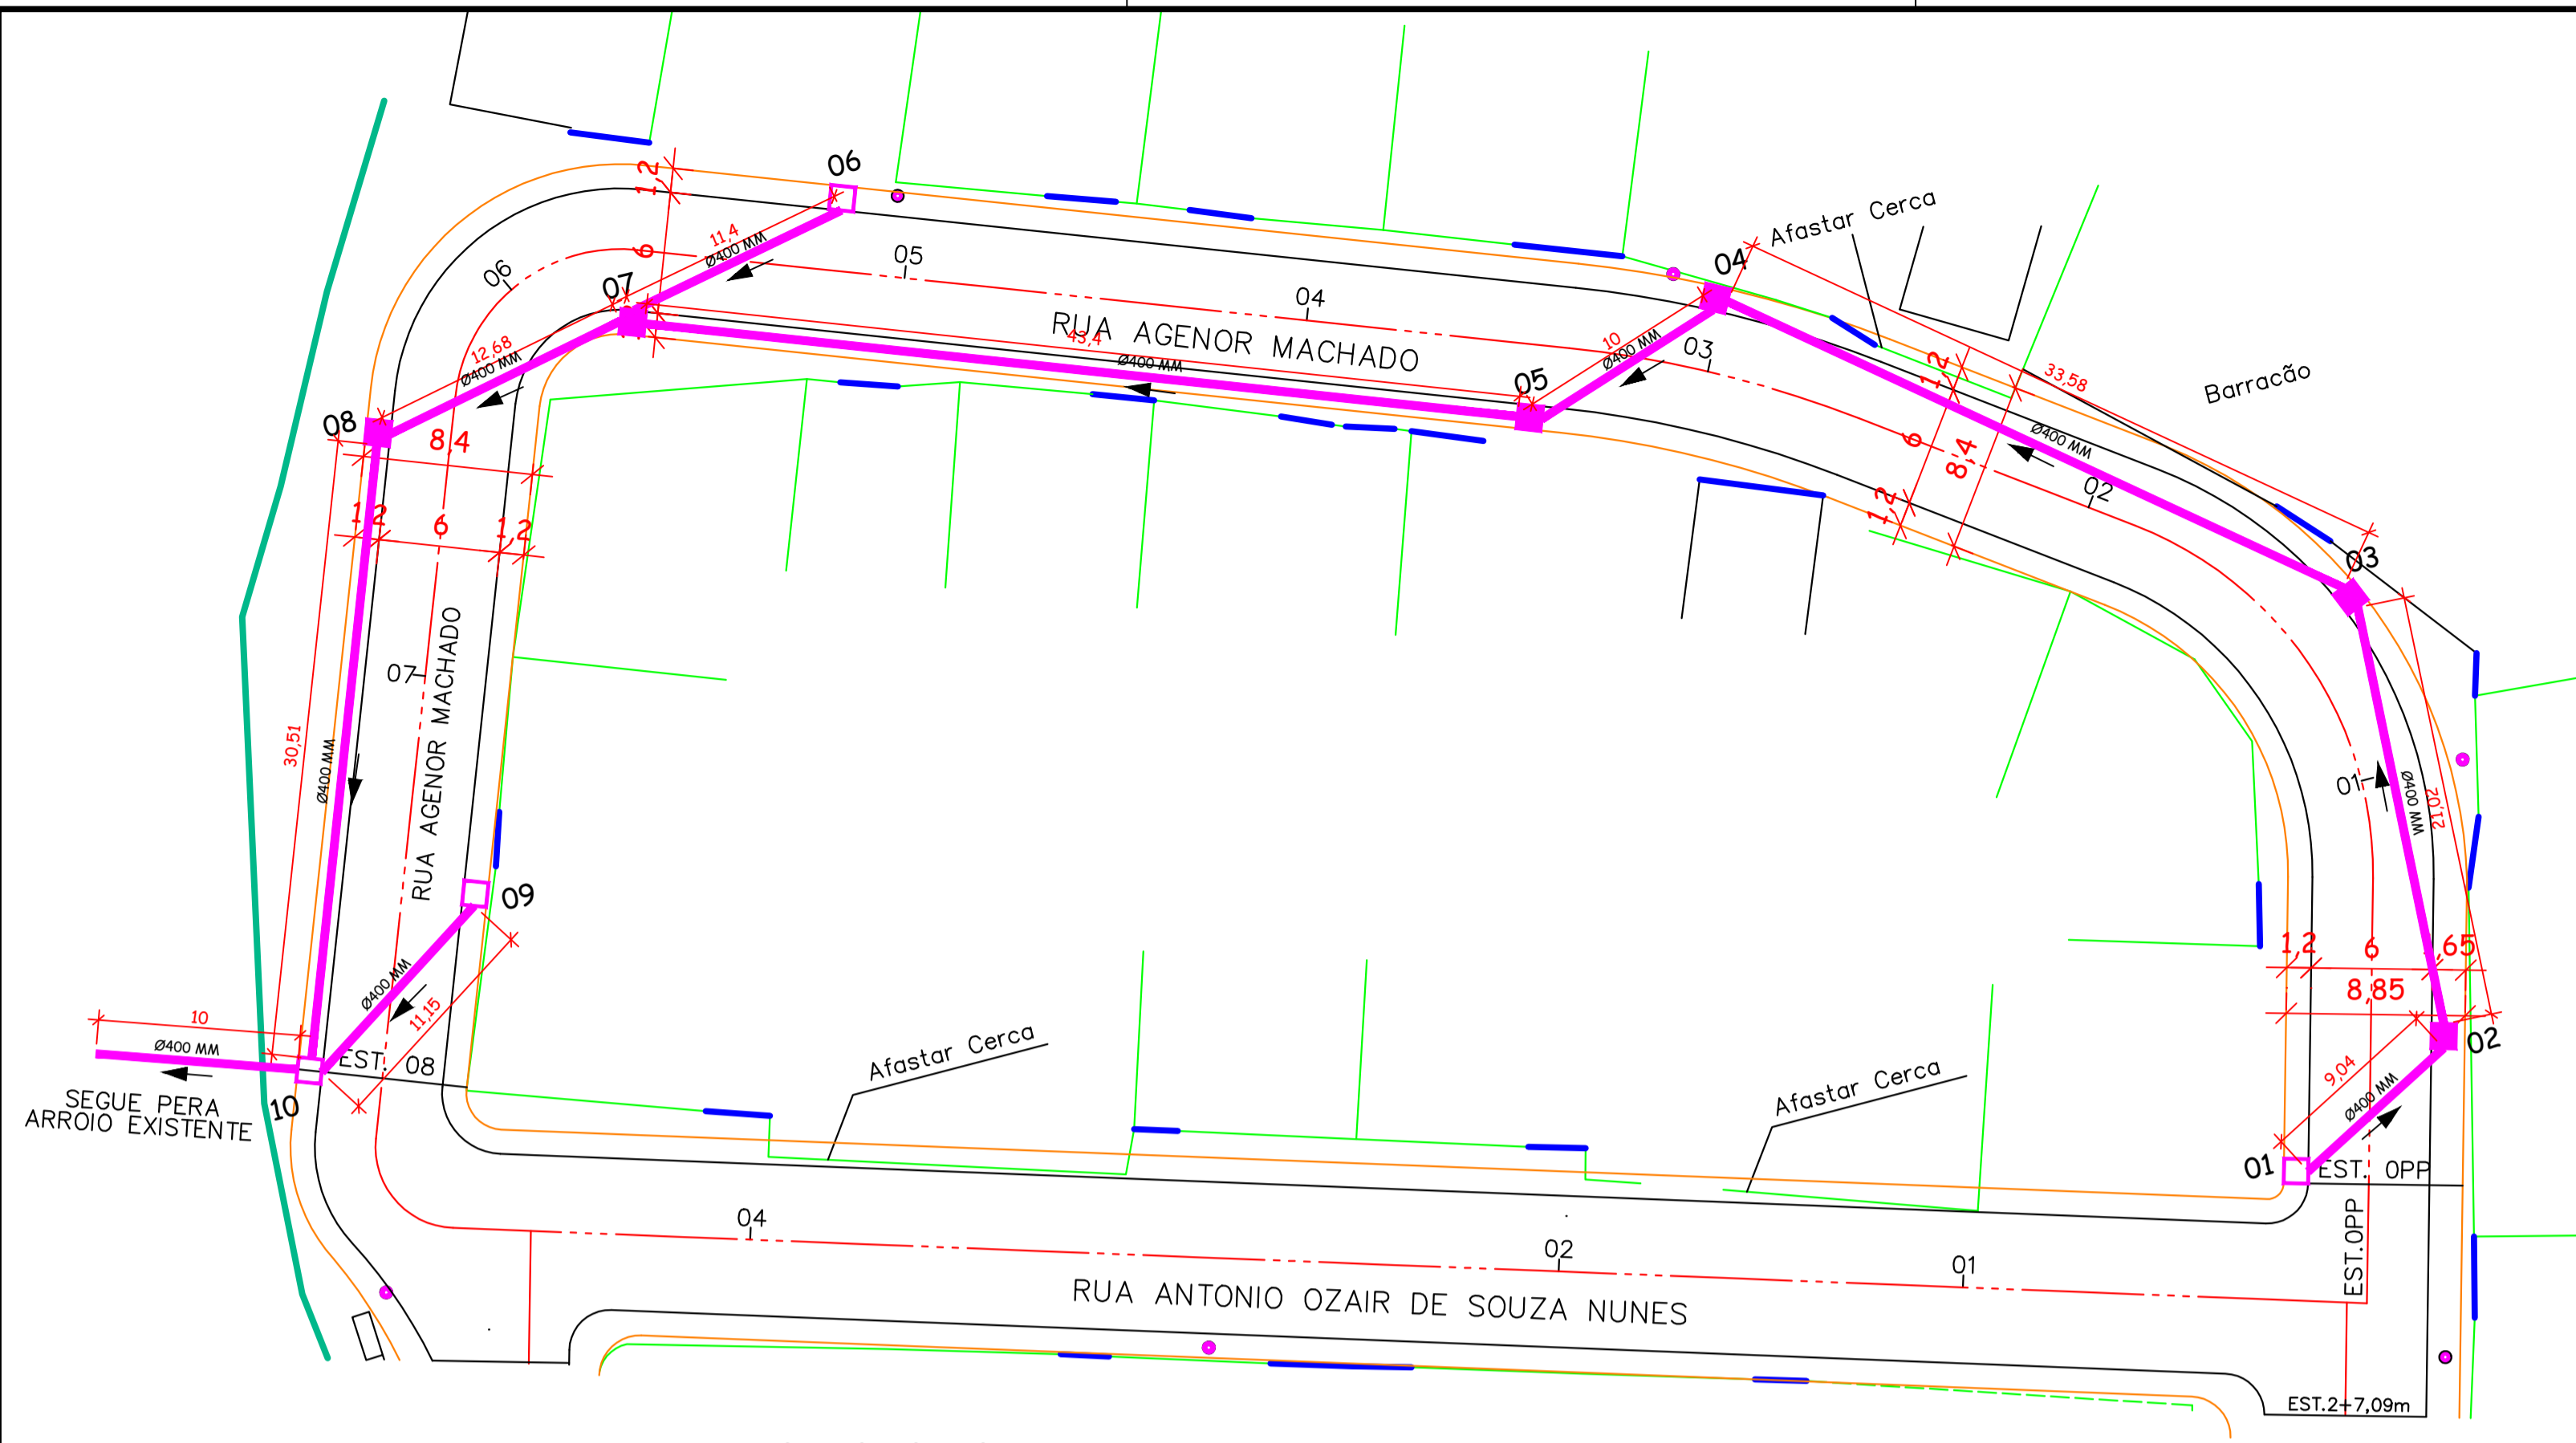 06
1,2
6
11,4
Ø400 MM
05
06
07
04
RUA AGENOR MACHADO
43,4
Ø400 MM
10
Ø400 MM
03
05
04
Afastar Cerca
33,58
Barracão
1,2
6
8,4
1,2
Ø400 MM
02
03
12,68
Ø400 MM
08
8,4
1,2
6
1,2
07
RUA AGENOR MACHADO
30,51
Ø400 MM
09
Ø400 MM
11,15
10
Ø400 MM
EST. 08
10
SEGUE PERA
ARROIO EXISTENTE
01
Ø400 MM
21,02
1,2
6
,65
8,85
02
9,04
Ø400 MM
01
EST. 0PP
EST.0PP
Afastar Cerca
Afastar Cerca
04
02
01
RUA ANTONIO OZAIR DE SOUZA NUNES
EST.2+7,09m